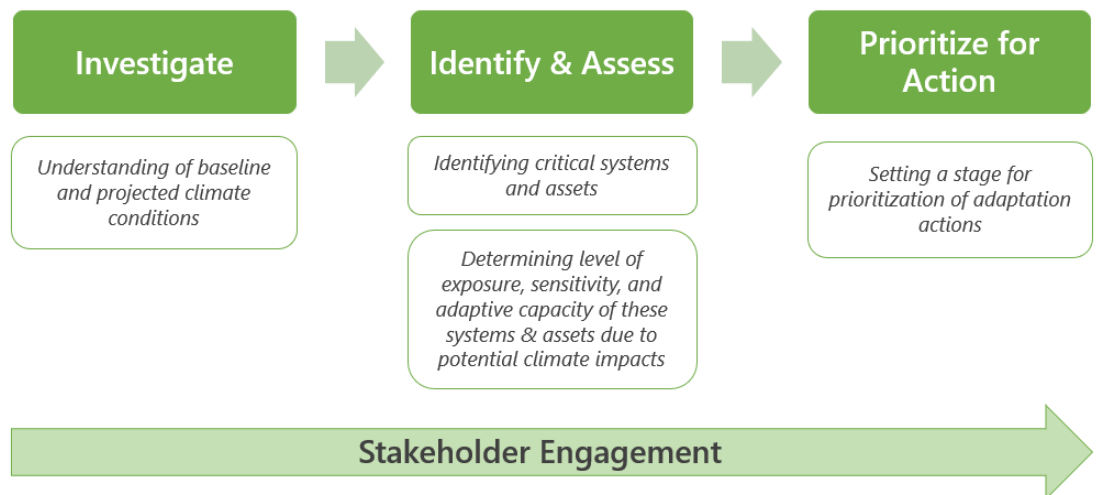 Investigate
Identify & Assess
Prioritize for
Action
Understanding of baseline
and projected climate
conditions
Identifying critical systems
and assets
Determining level of
exposure, sensitivity, and
adaptive capacity of these
systems & assets due to
potential climate impacts
Setting a stage for
prioritization of adaptation
actions
Stakeholder Engagement